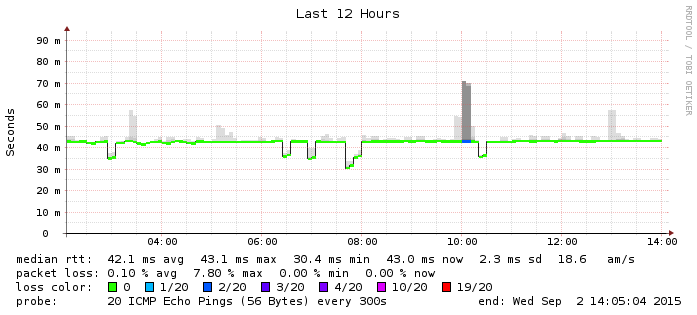 Last 12 Hours
RRDTOOL / TOBI OETIKER
Seconds
90 m
80 m
70 m
60 m
50 m
40 m
30 m
20 m
10 m
0
04:00 06:00 08:00 10:00 12:00 14:00
median rtt: 42.1 ms avg 43.1 ms max 30.4 ms min 43.0 ms now 2.3 ms sd 18.6 am/s
packet loss: 0.10 % avg 7.80 % max 0.00 % min 0.00 % now
loss color: 0 1/20 2/20 3/20 4/20 10/20 19/20
probe: 20 ICMP Echo Pings (56 Bytes) every 300s end: Wed Sep 2 14:05:04 2015